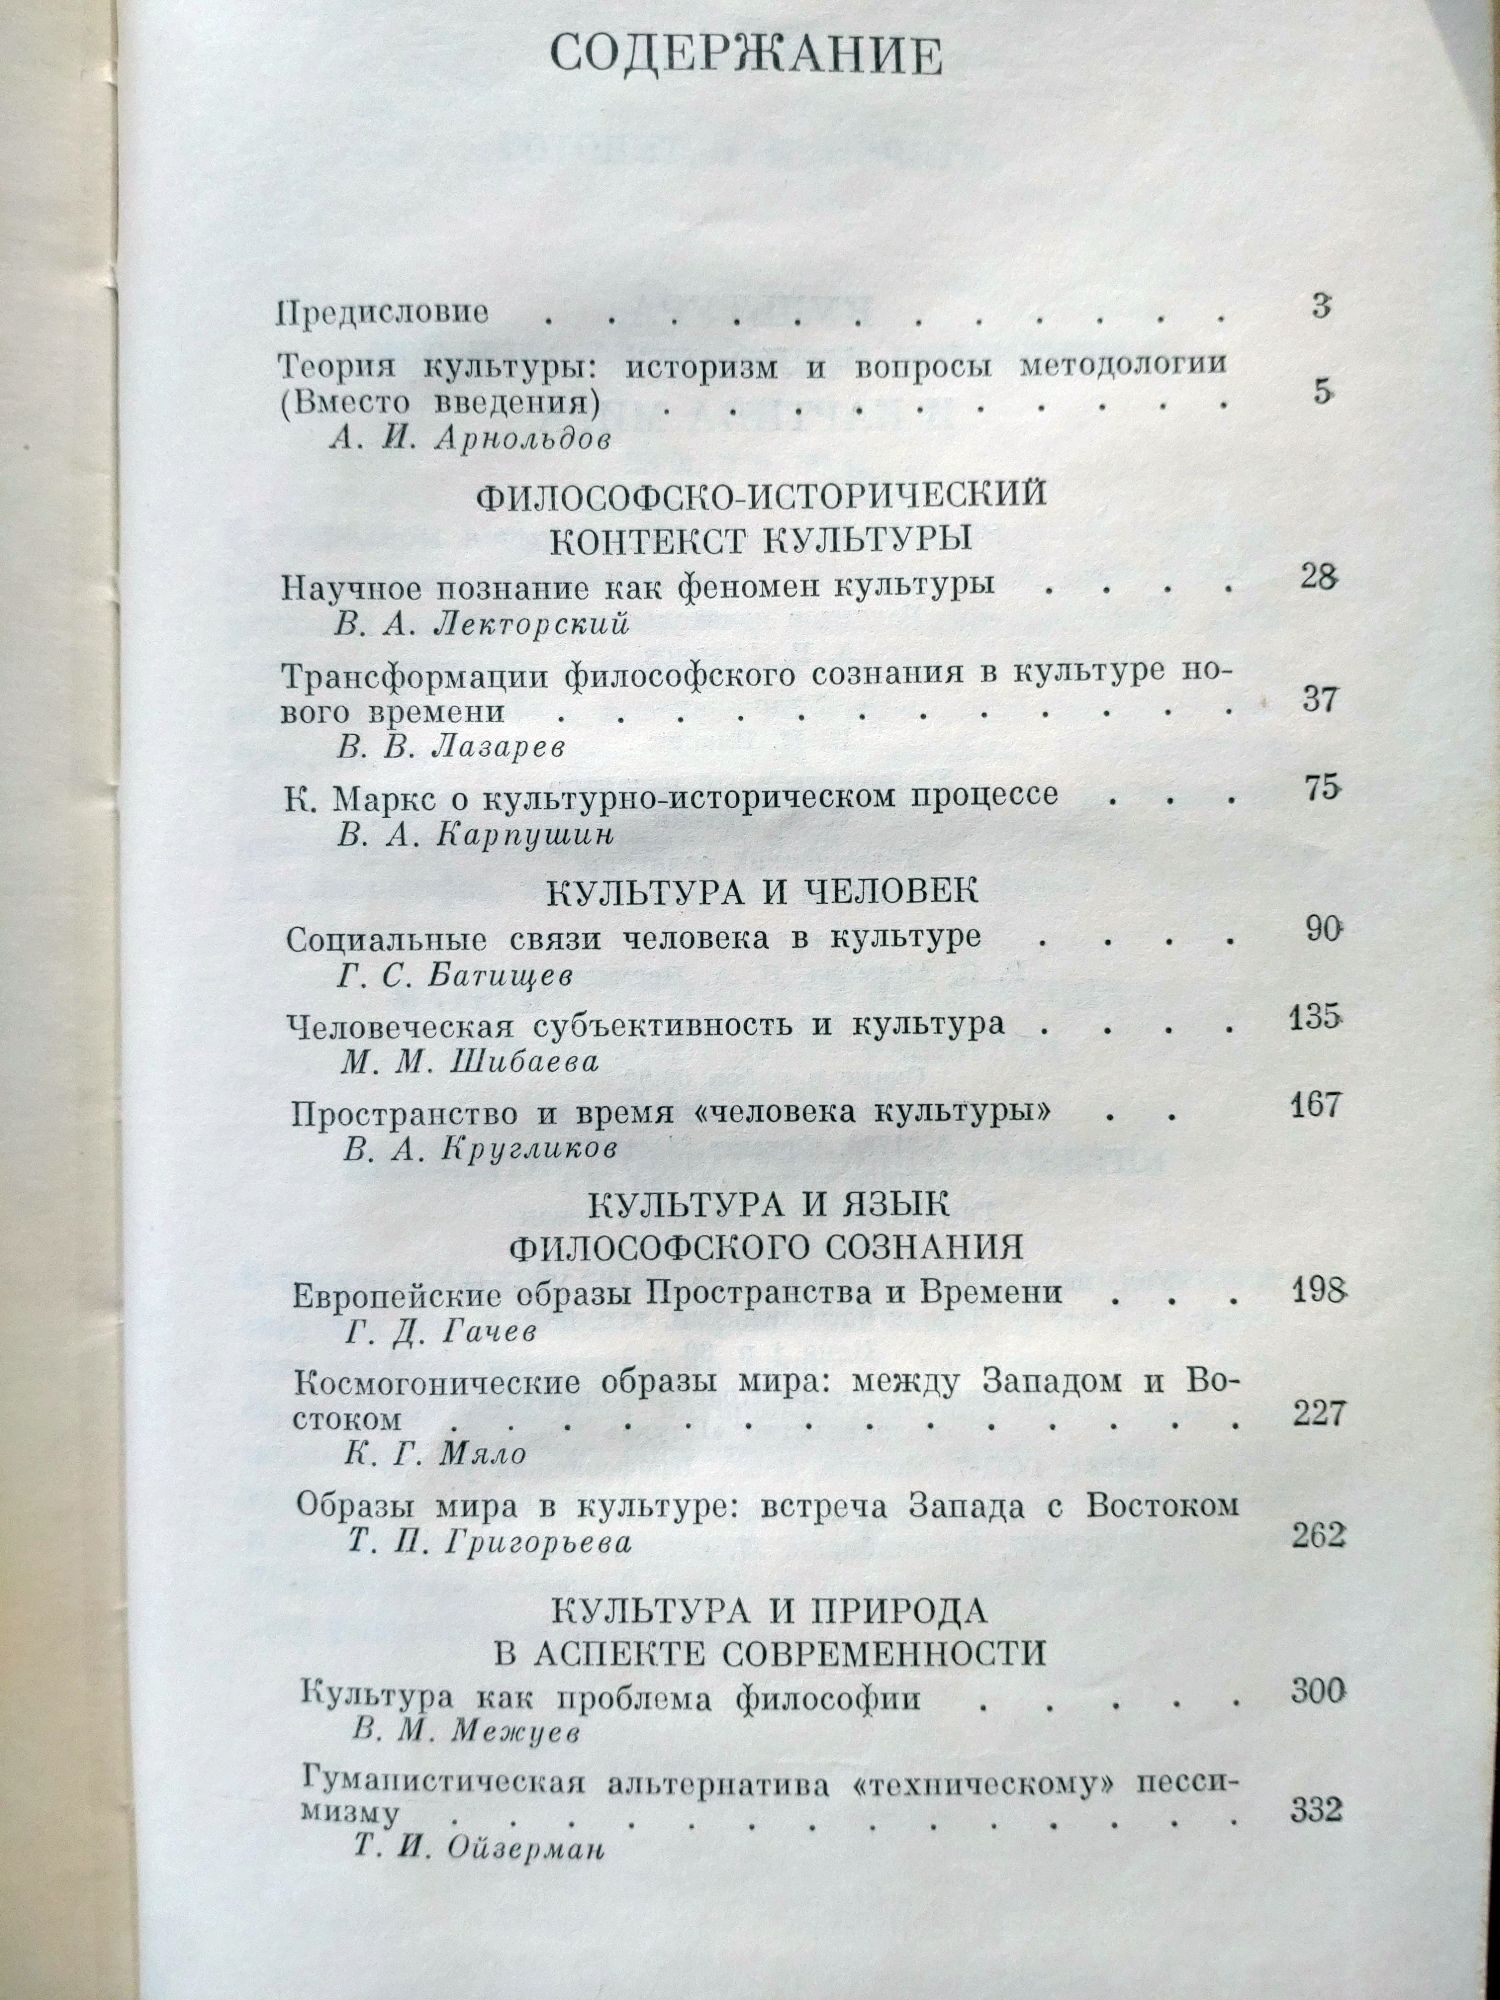 СОДЕРЖАНИЕ
Предисловие . . . . . . . . . . . . 3
Теория культуры: историзм и вопросы методологии
(Вместо введения) . . . . . . . . . . 5
А. И. Арнольдов
ФИЛОСОФСКО-ИСТОРИЧЕСКИЙ
КОНТЕКСТ КУЛЬТУРЫ
Научное познание как феномен культуры . . . . 28
В. А. Лекторский
Трансформации философского сознания в культуре но-
вого времени . . . . . . . . . . . . 37
В. В. Лазарев
К. Маркс о культурно-историческом процессе . . . 75
В. А. Карпушин
КУЛЬТУРА И ЧЕЛОВЕК
Социальные связи человека в культуре . . . . 90
Г. С. Батищев
Человеческая субъективность и культура . . . . 135
М. М. Шибаева
Пространство и время «человека культуры» . . 167
В. А. Кругликов
КУЛЬТУРА И ЯЗЫК
ФИЛОСОФСКОГО СОЗНАНИЯ
Европейские образы Пространства и Времени . . . 198
Г. Д. Гачев
Космогонические образы мира: между Западом и Во-
стоком . . . . . . . . . . . . . . 227
К. Г. Мяло
Образы мира в культуре: встреча Запада с Востоком 262
Т. П. Григорьева
КУЛЬТУРА И ПРИРОДА
В АСПЕКТЕ СОВРЕМЕННОСТИ
Культура как проблема философии . . . . . 300
В. М. Межуев
Гуманистическая альтернатива «техническому» песси-
мизму . . . . . . . . . . . . . . 332
Т. И. Ойзерман